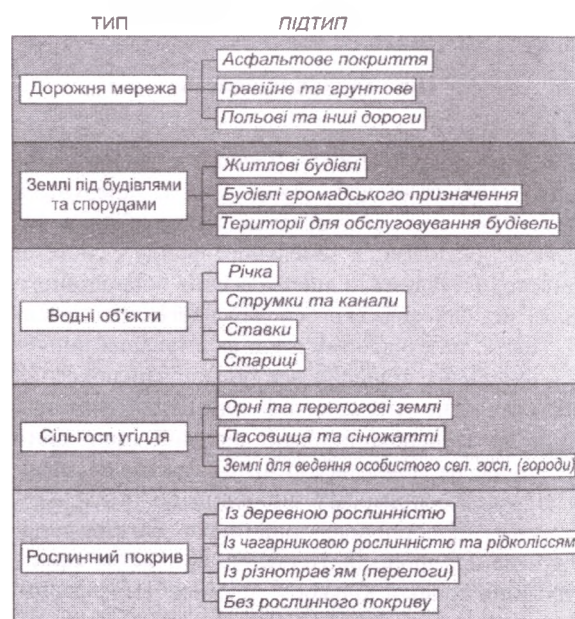 ТИП ПІДТИП
Дорожня мережа
Асфальтове покриття
Гравійне та грунтове
Польові та інші дороги
Землі під будівлями
та спорудами
Житлові будівлі
Будівлі громадського призначення
Території для обслуговування будівель
Водні об'єкти
Річка
Струмки та канали
Ставки
Стариці
Сільгосп угіддя
Орні та перелогові землі
Пасовища та сіножатті
Землі для ведення особистого сел. госп. (городи)
Рослинний покрив
Із деревною рослинністю
Із чагарниковою рослинністю та рідколіссям
Із різнотрав'ям (перелоги)
Без рослинного покриву